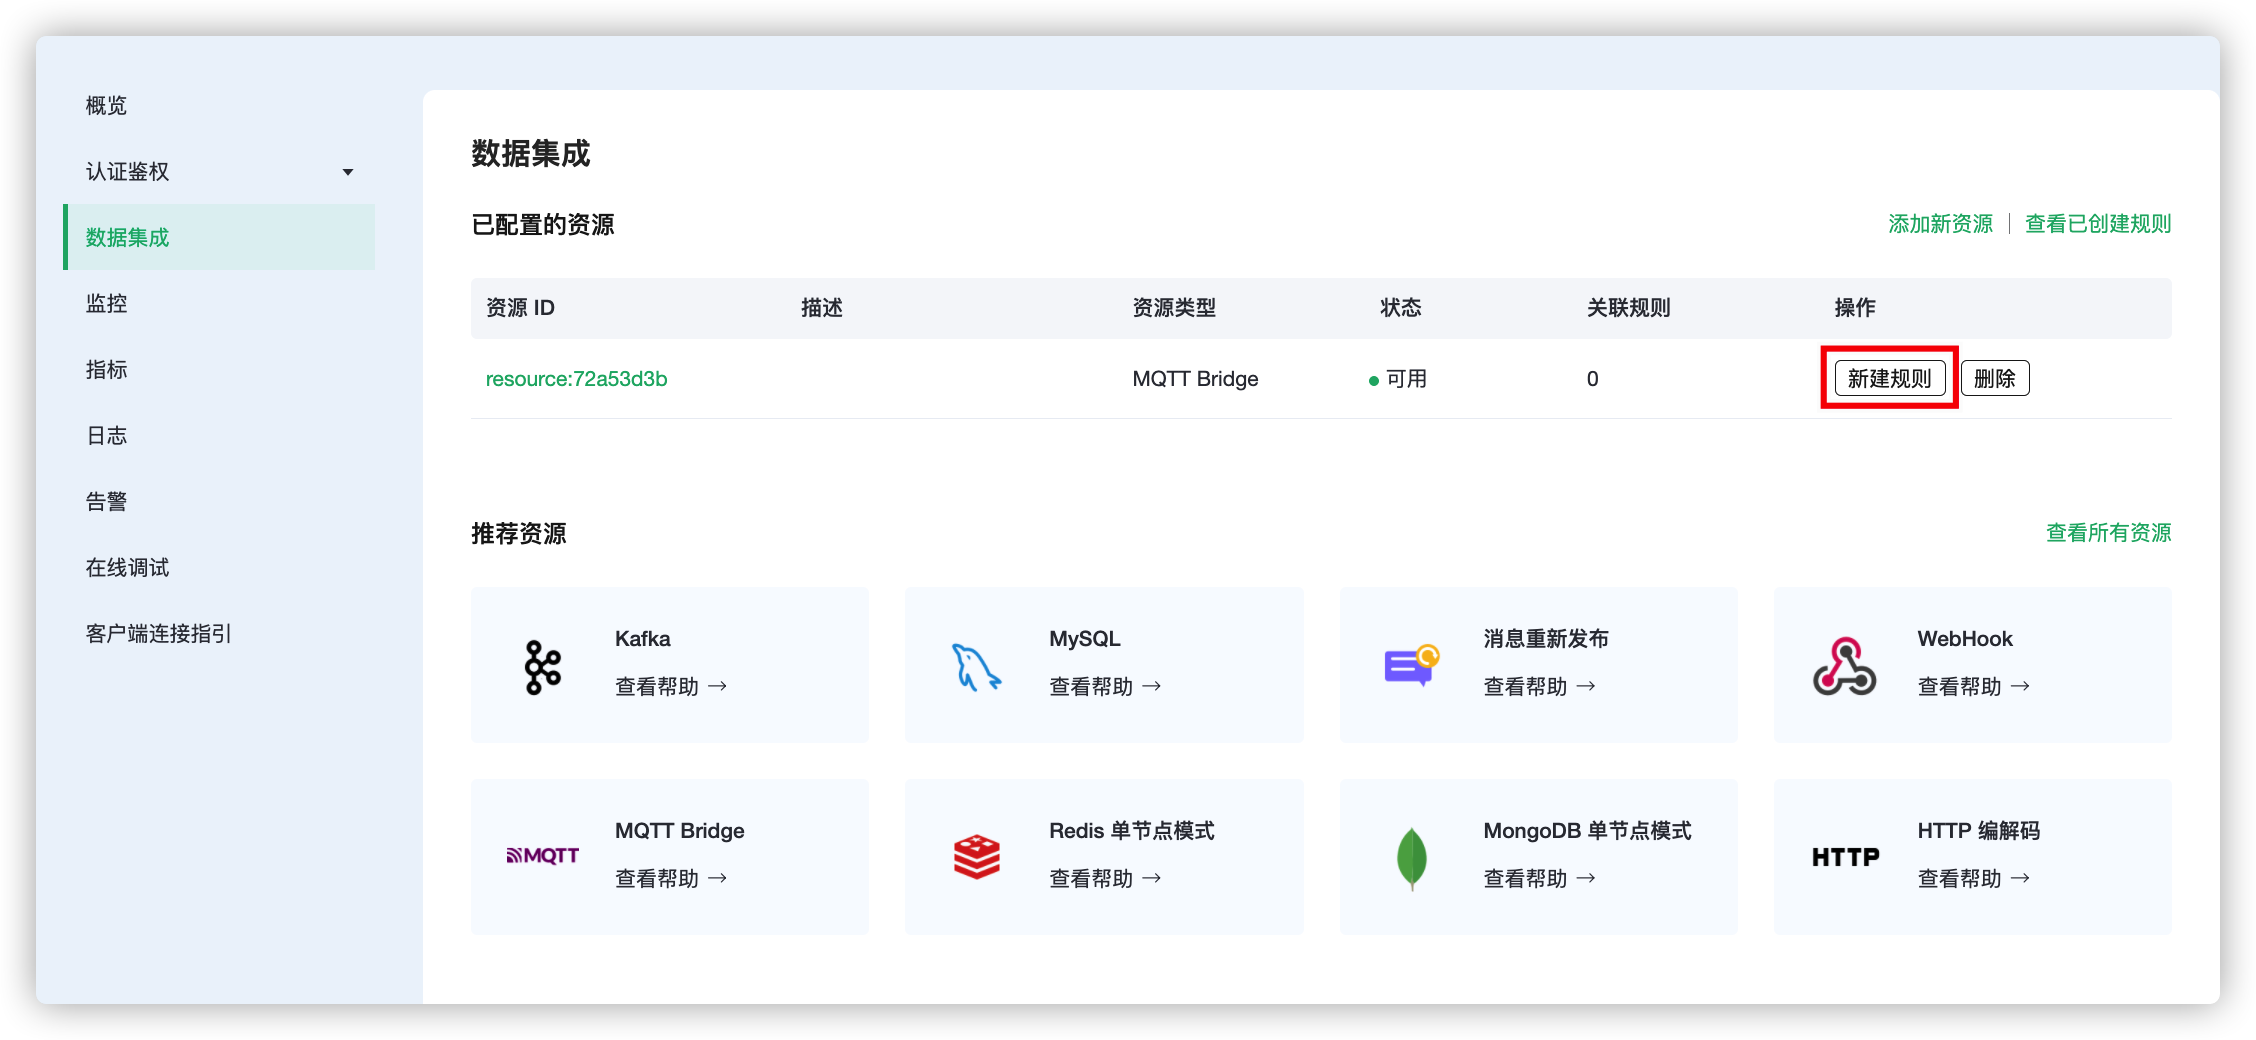 概览
认证鉴权
数据集成
监控
指标
日志
告警
在线调试
客户端连接指引
数据集成
已配置的资源
添加新资源 | 查看已创建规则
资源 ID 描述 资源类型 状态 关联规则 操作
resource:72a53d3b MQTT Bridge 可用 0 新建规则 删除
推荐资源
查看所有资源
Kafka
查看帮助 →
MySQL
查看帮助 →
消息重新发布
查看帮助 →
WebHook
查看帮助 →
MQTT
MQTT Bridge
查看帮助 →
Redis 单节点模式
查看帮助 →
MongoDB 单节点模式
查看帮助 →
HTTP
HTTP 编解码
查看帮助 →